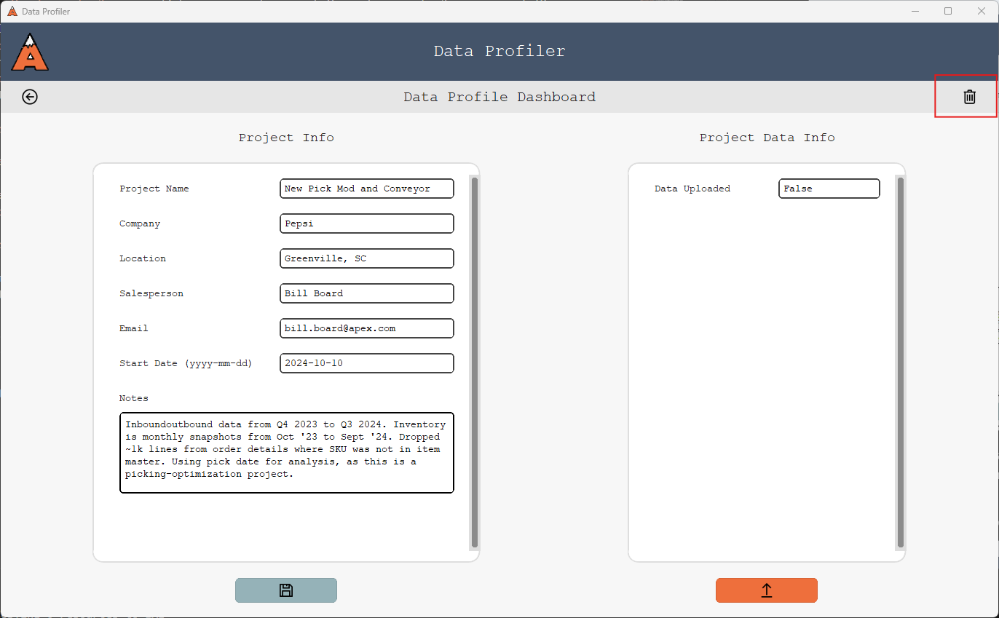 Data Profiler
Data Profiler
Data Profile Dashboard
Project Info
Project Name
New Pick Mod and Conveyor
Company
Pepsi
Location
Greenville, SC
Salesperson
Bill Board
Email
bill.board@apex.com
Start Date (yyyy-mm-dd)
2024-10-10
Notes
Inboundoutbound data from Q4 2023 to Q3 2024. Inventory
is monthly snapshots from Oct '23 to Sept '24. Dropped
~1k lines from order details where SKU was not in item
master. Using pick date for analysis, as this is a
picking-optimization project.
Project Data Info
Data Uploaded
False